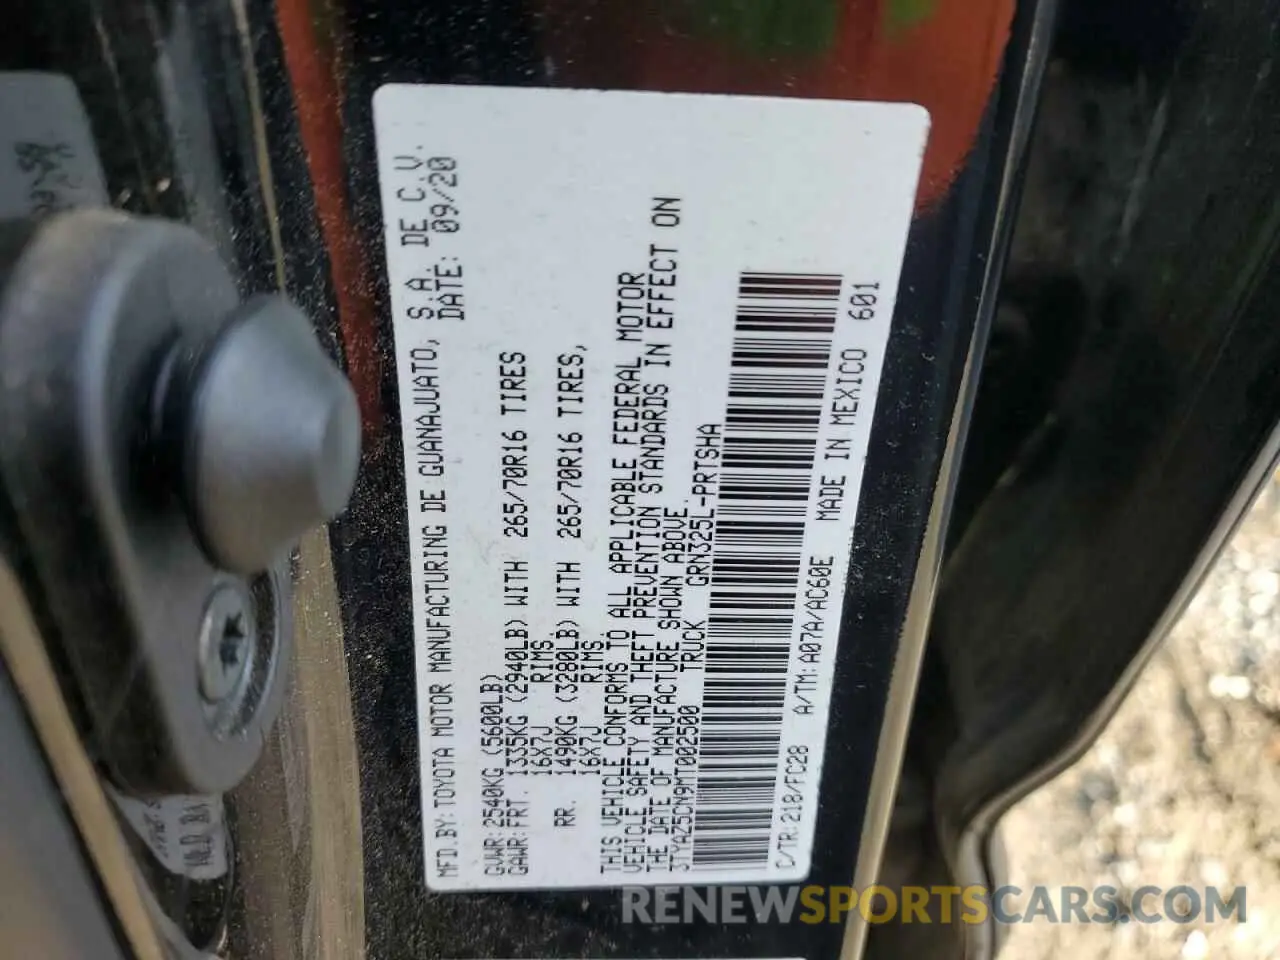 MFD.BY: TOYOTA MOTOR MANUFACTURING DE GUANAJUATO, S.A. DE C.V.
DATE: 09/20
GVWR: 2540KG (5600LB)
GAWR: FRT. 1335KG (2940LB) WITH 265/70R16 TIRES
16X7J RIMS.
RR. 1490KG (3280LB) WITH 265/70R16 TIRES,
16X7J RIMS.
THIS VEHICLE CONFORMS TO ALL APPLICABLE FEDERAL MOTOR
VEHICLE SAFETY AND THEFT PREVENTION STANDARDS IN EFFECT ON
THE DATE OF MANUFACTURE SHOWN ABOVE.
3TYAZ5CN9MT002500 TRUCK GRN325L-PRTSHA
C/TR: 218/FC28 A/TM: A07A/AC60E MADE IN MEXICO 601
RENEWSPORTSCARS.COM